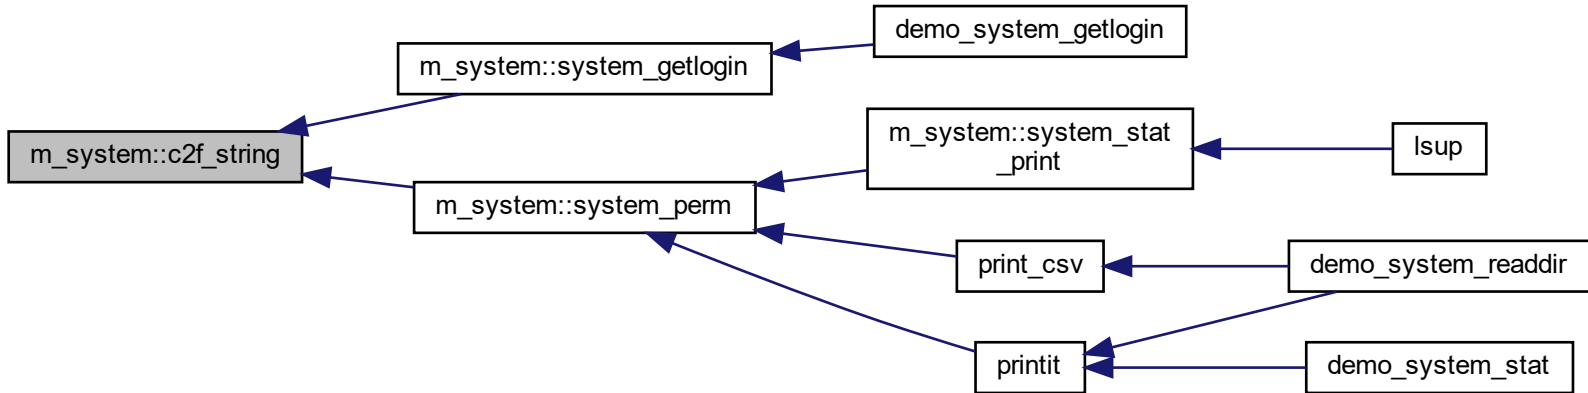 demo_system_getlogin
m_system::system_getlogin
m_system::c2f_string
m_system::system_stat
_print
lsup
m_system::system_perm
print_csv
demo_system_readdir
printit
demo_system_stat